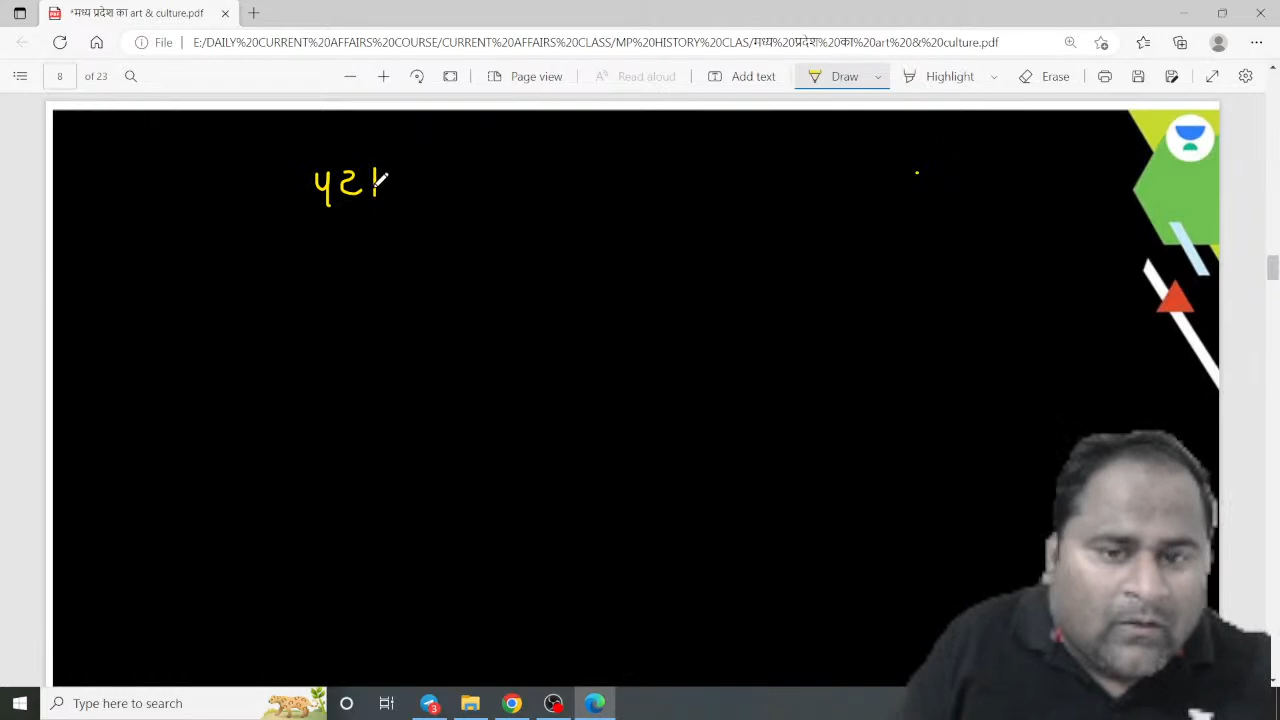 *मध्य प्रदेश का art & culture.pdf
File E:/DAILY%20CURRENT%20AFFAIRS%20COURSE/CURRENT%20AFFAIRS%20CLASS/MP%20HISTORY%20CLAS/मध्य%20प्रदेश%20का%20art%20&%20culture.pdf
8 of 23 Page view Read aloud Add text Draw Highlight Erase
Type here to search 3